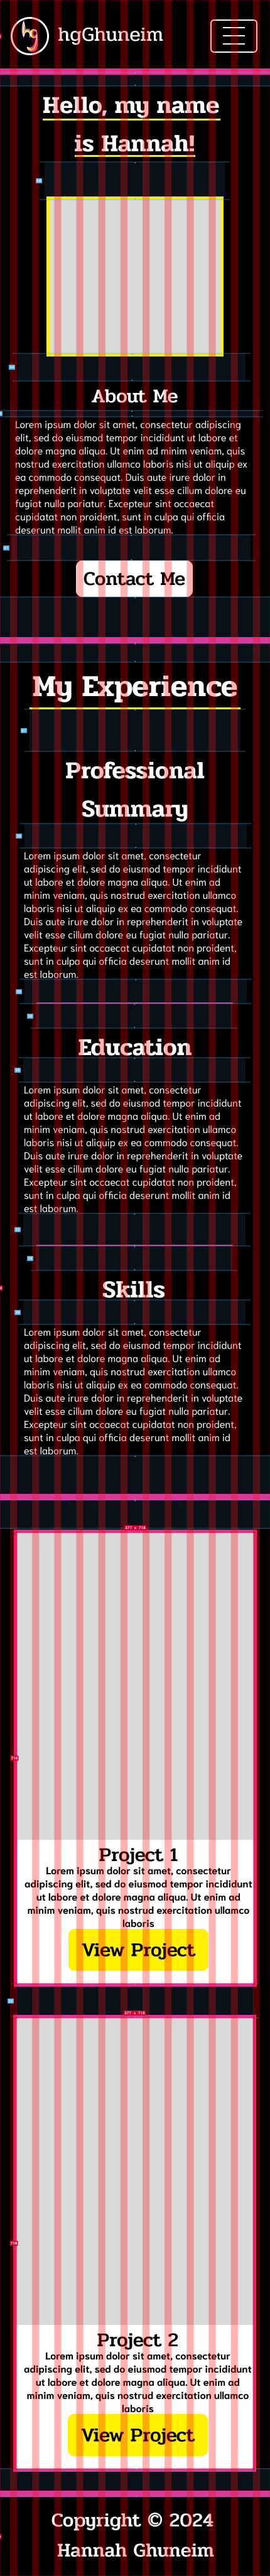 hg hgGhuneim
Hello, my name
is Hannah!
About Me
Lorem ipsum dolor sit amet, consectetur adipiscing
elit, sed do eiusmod tempor incididunt ut labore et
dolore magna aliqua. Ut enim ad minim veniam, quis
nostrud exercitation ullamco laboris nisi ut aliquip ex
ea commodo consequat. Duis aute irure dolor in
reprehenderit in voluptate velit esse cillum dolore eu
fugiat nulla pariatur. Excepteur sint occaecat
cupidatat non proident, sunt in culpa qui officia
deserunt mollit anim id est laborum.
Contact Me
My Experience
Professional
Summary
Lorem ipsum dolor sit amet, consectetur
adipiscing elit, sed do eiusmod tempor incididunt
ut labore et dolore magna aliqua. Ut enim ad
minim veniam, quis nostrud exercitation ullamco
laboris nisi ut aliquip ex ea commodo consequat.
Duis aute irure dolor in reprehenderit in voluptate
velit esse cillum dolore eu fugiat nulla pariatur.
Excepteur sint occaecat cupidatat non proident,
sunt in culpa qui officia deserunt mollit anim id
est laborum.
Education
Lorem ipsum dolor sit amet, consectetur
adipiscing elit, sed do eiusmod tempor incididunt
ut labore et dolore magna aliqua. Ut enim ad
minim veniam, quis nostrud exercitation ullamco
laboris nisi ut aliquip ex ea commodo consequat.
Duis aute irure dolor in reprehenderit in voluptate
velit esse cillum dolore eu fugiat nulla pariatur.
Excepteur sint occaecat cupidatat non proident,
sunt in culpa qui officia deserunt mollit anim id
est laborum.
Skills
Lorem ipsum dolor sit amet, consectetur
adipiscing elit, sed do eiusmod tempor incididunt
ut labore et dolore magna aliqua. Ut enim ad
minim veniam, quis nostrud exercitation ullamco
laboris nisi ut aliquip ex ea commodo consequat.
Duis aute irure dolor in reprehenderit in voluptate
velit esse cillum dolore eu fugiat nulla pariatur.
Excepteur sint occaecat cupidatat non proident,
sunt in culpa qui officia deserunt mollit anim id
est laborum.
Project 1
Lorem ipsum dolor sit amet, consectetur
adipiscing elit, sed do eiusmod tempor incididunt
ut labore et dolore magna aliqua. Ut enim ad
minim veniam, quis nostrud exercitation ullamco
laboris
View Project
Project 2
Lorem ipsum dolor sit amet, consectetur
adipiscing elit, sed do eiusmod tempor incididunt
ut labore et dolore magna aliqua. Ut enim ad
minim veniam, quis nostrud exercitation ullamco
laboris
View Project
Copyright © 2024
Hannah Ghuneim